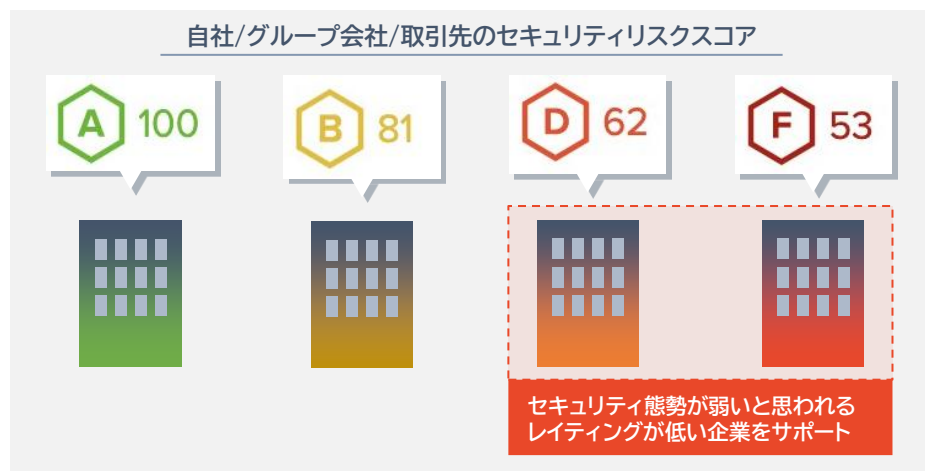 自社/グループ会社/取引先のセキュリティリスクスコア
A 100
B 81
D 62
F 53
セキュリティ態勢が弱いと思われる
レイティングが低い企業をサポート